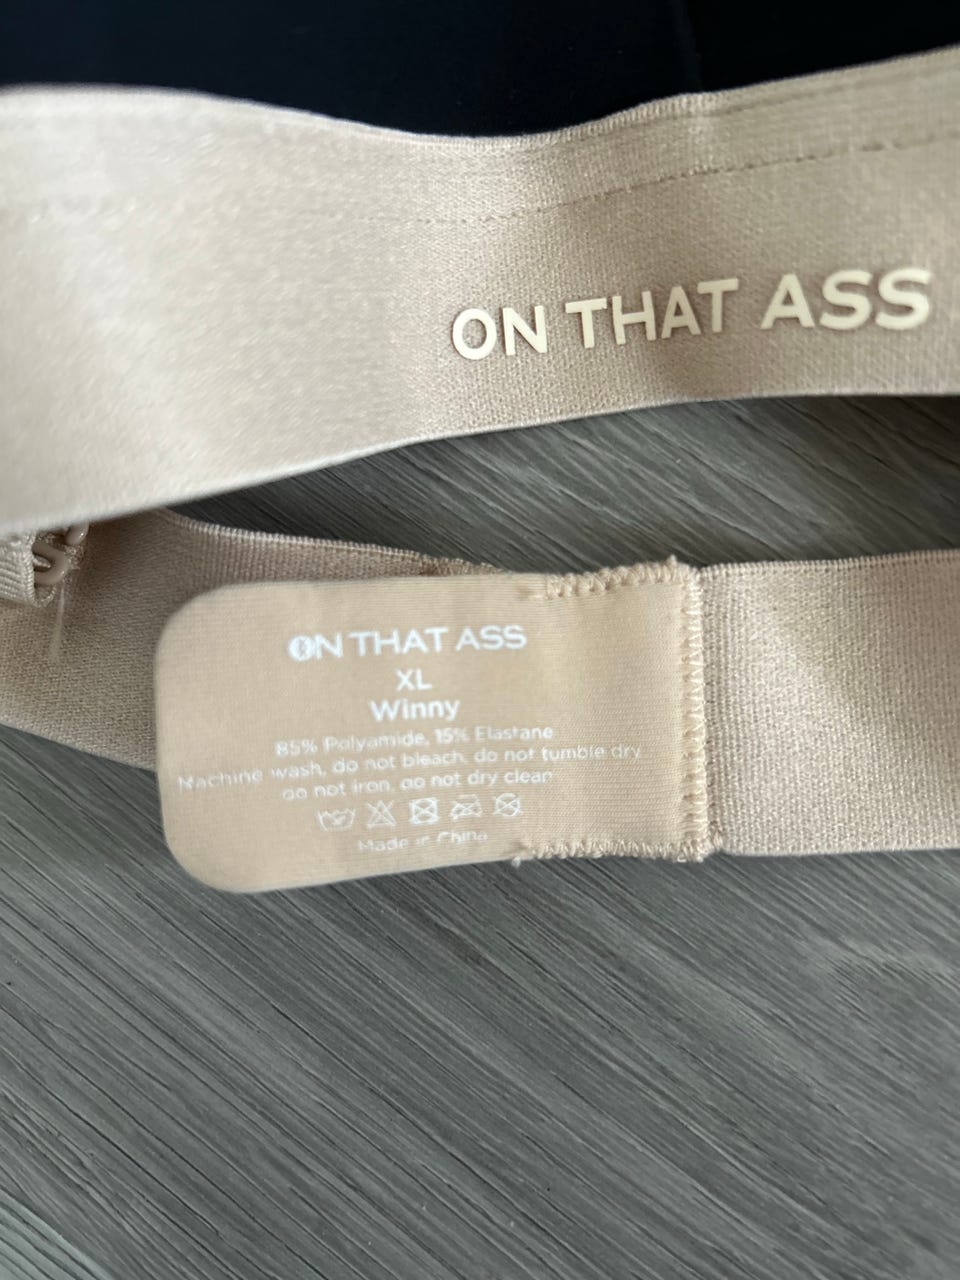 ON THAT ASS
ON THAT ASS
XL
Winny
85% Polyamide, 15% Elastane
Machine wash, do not bleach, do not tumble dry
do not iron, do not dry clean
Made in China